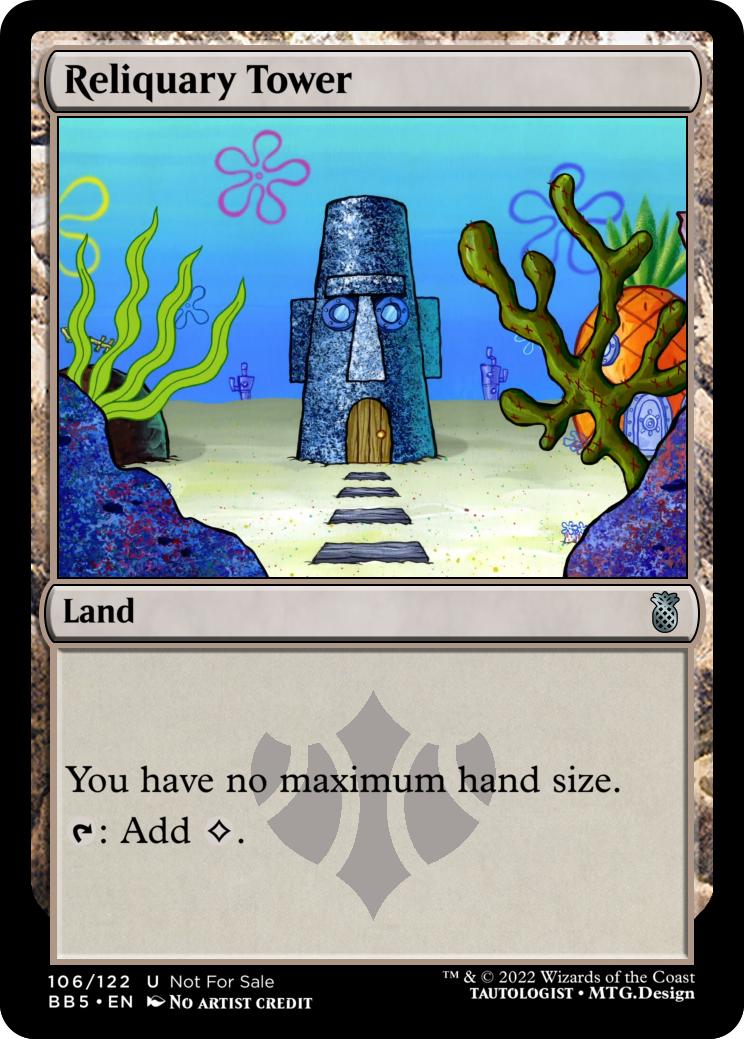 Reliquary Tower
Land
You have no maximum hand size.
: Add .
106/122 U Not For Sale
BB5 • EN No artist credit
™ & © 2022 Wizards of the Coast
TAUTOLOGIST • MTG.Design